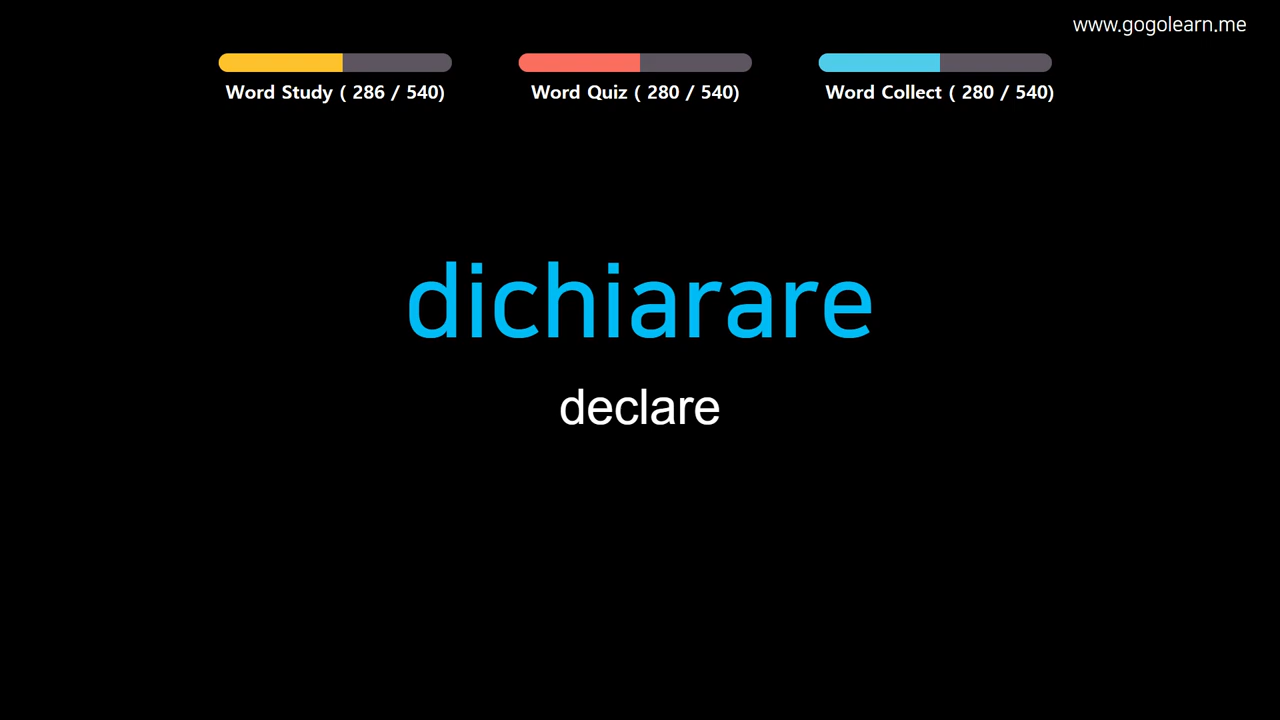 www.gogolearn.me
Word Study ( 286 / 540)
Word Quiz ( 280 / 540)
Word Collect ( 280 / 540)
dichiarare
declare